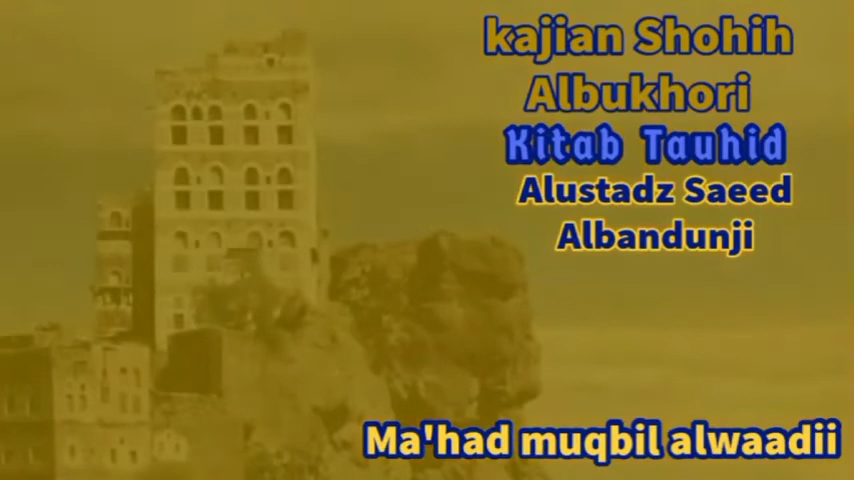 kajian Shohih
Albukhori
Kitab Tauhid
Alustadz Saeed
Albandunji
Ma'had muqbil alwaadii